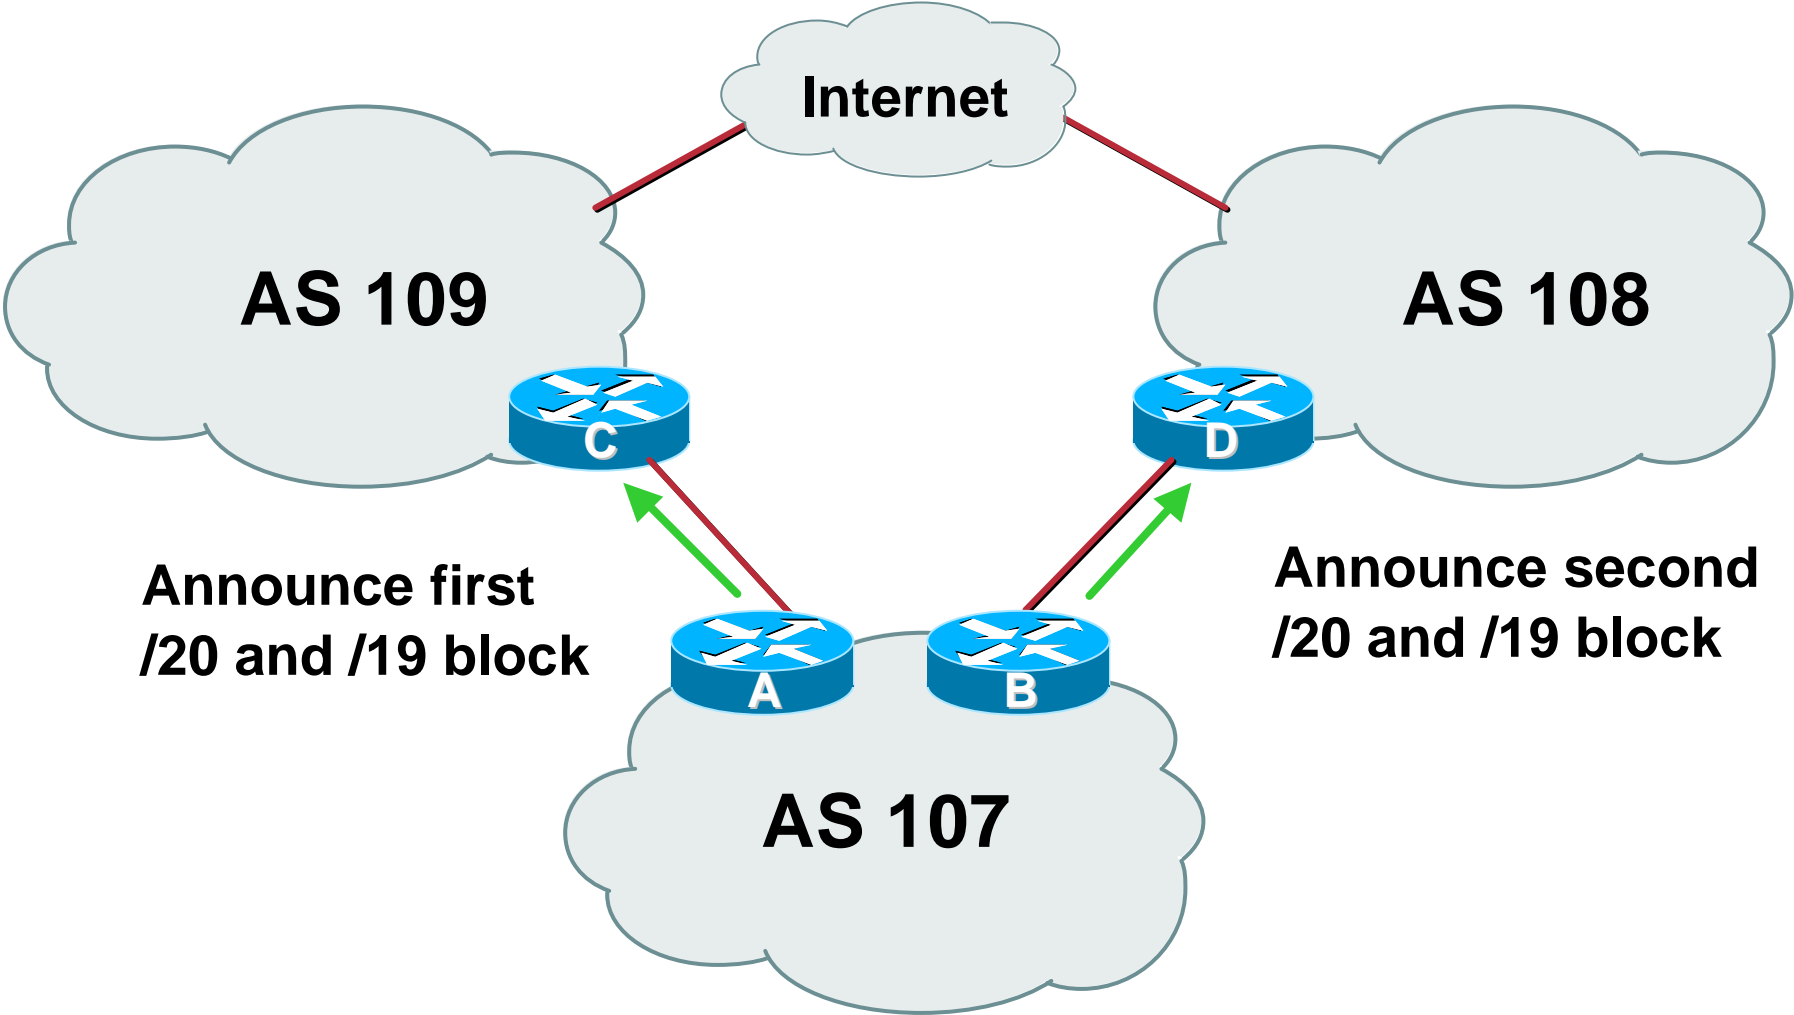 Internet
AS 109
AS 108
C
D
Announce first
/20 and /19 block
Announce second
/20 and /19 block
A
B
AS 107